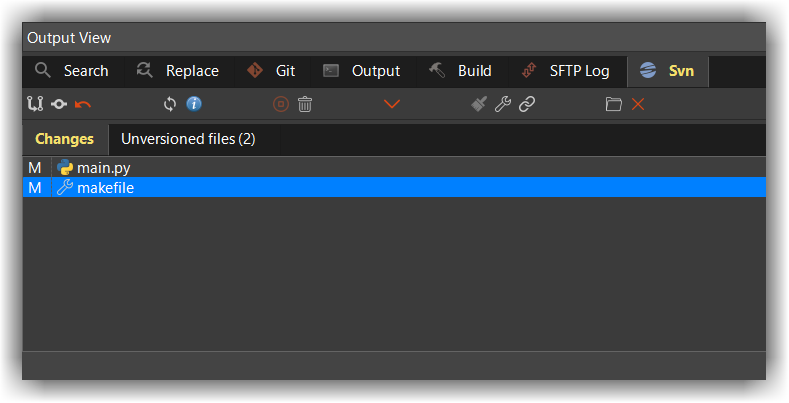 Output View
Search Replace Git Output Build SFTP Log Svn
Changes Unversioned files (2)
M main.py
M makefile